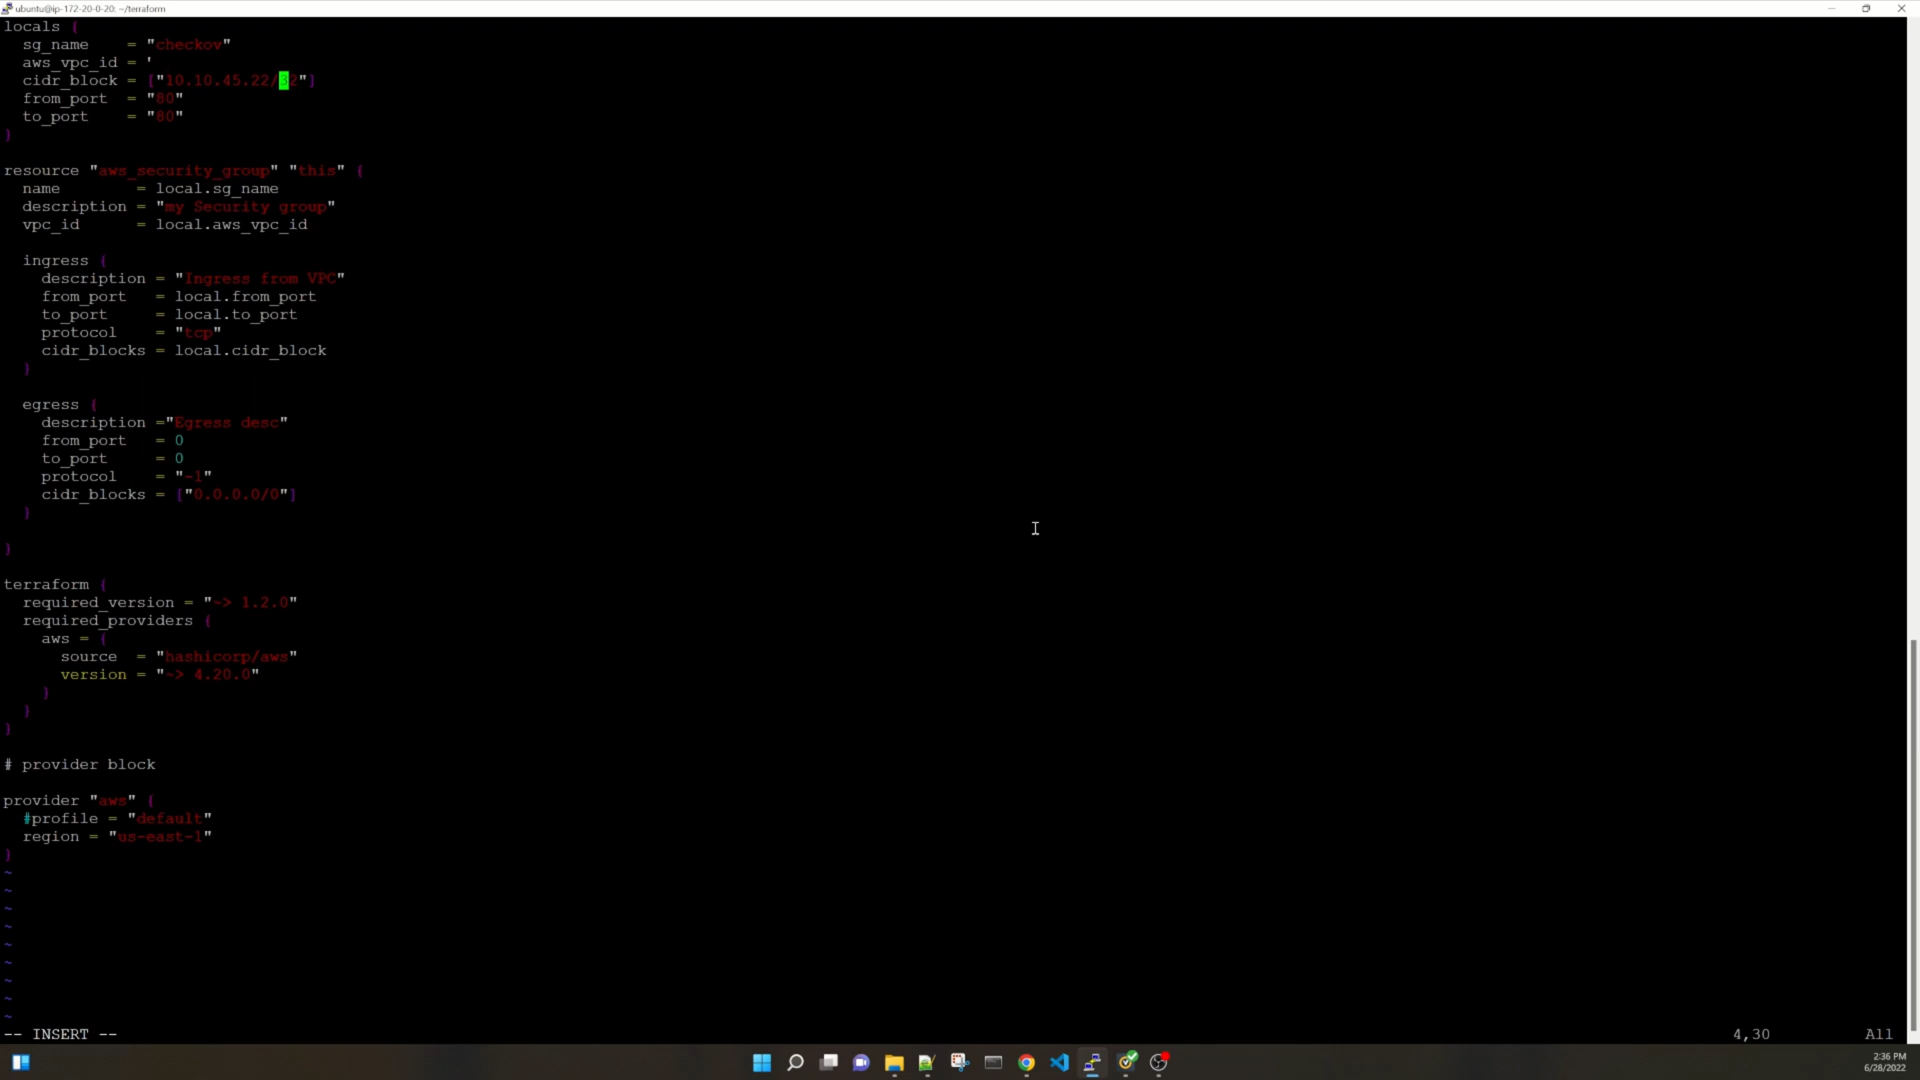 ubuntu@ip-172-20-0-20: ~/terraform
locals {
  sg_name    = "checkov"
  aws_vpc_id = '
  cidr_block = ["10.10.45.22/32"]
  from_port  = "80"
  to_port    = "80"
}

resource "aws_security_group" "this" {
  name        = local.sg_name
  description = "my Security group"
  vpc_id      = local.aws_vpc_id

  ingress {
    description = "Ingress from VPC"
    from_port   = local.from_port
    to_port     = local.to_port
    protocol    = "tcp"
    cidr_blocks = local.cidr_block
  }

  egress {
    description ="Egress desc"
    from_port   = 0
    to_port     = 0
    protocol    = "-1"
    cidr_blocks = ["0.0.0.0/0"]
  }

}

terraform {
  required_version = "~> 1.2.0"
  required_providers {
    aws = {
      source  = "hashicorp/aws"
      version = "~> 4.20.0"
    }
  }
}

# provider block

provider "aws" {
  #profile = "default"
  region = "us-east-1"
}
~
~
~
~
~
~
~
~
~
-- INSERT -- 4,30 All
2:36 PM
6/28/2022